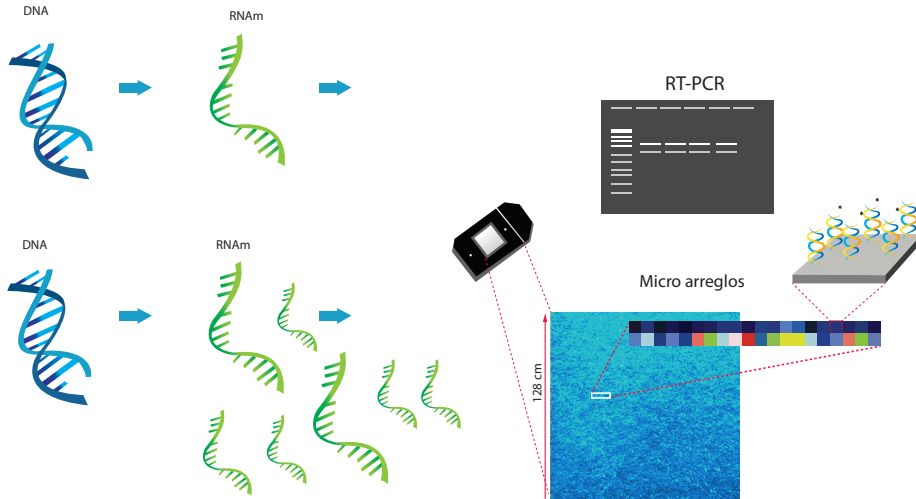 DNA
RNAm
RT-PCR
DNA
RNAm
Micro arreglos
128 cm